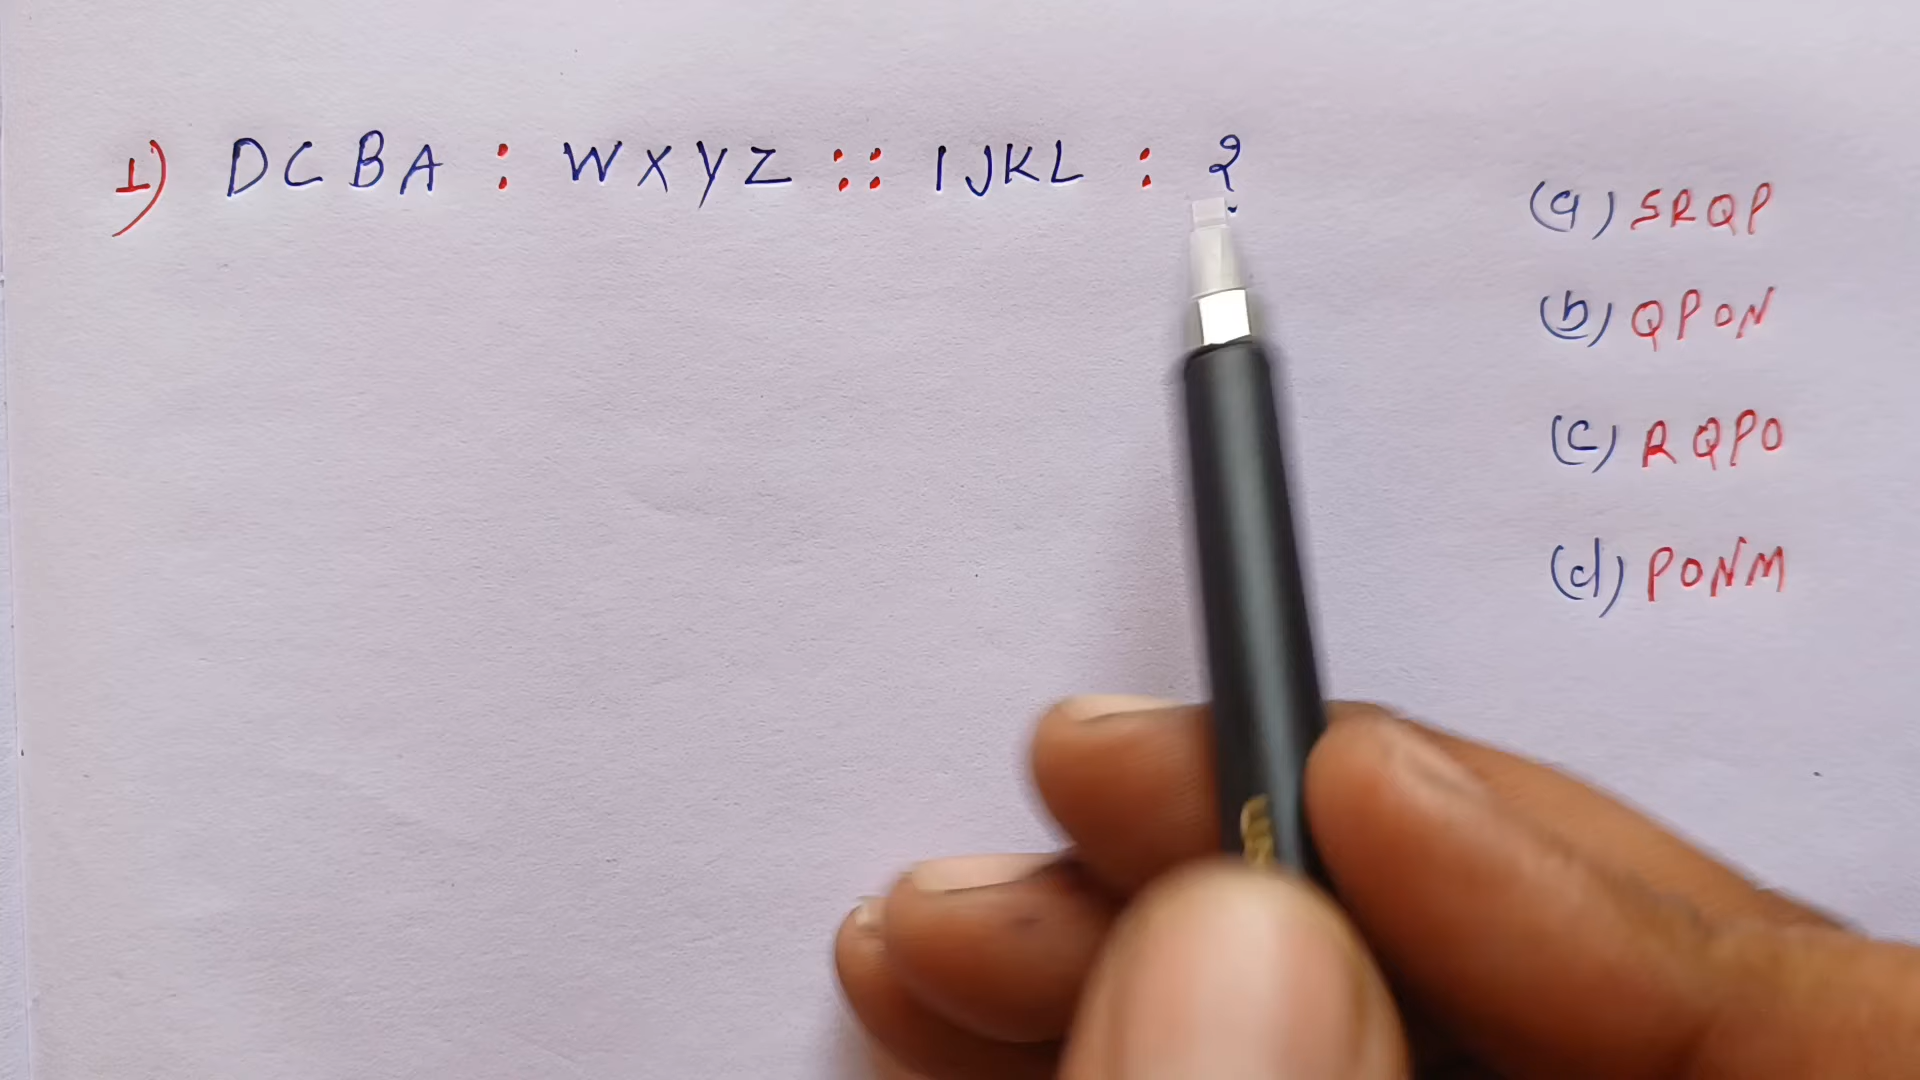 1) DCBA : WXYZ :: IJKL : ?
(a) SRQP
(b) QPON
(c) RQPO
(d) PONM